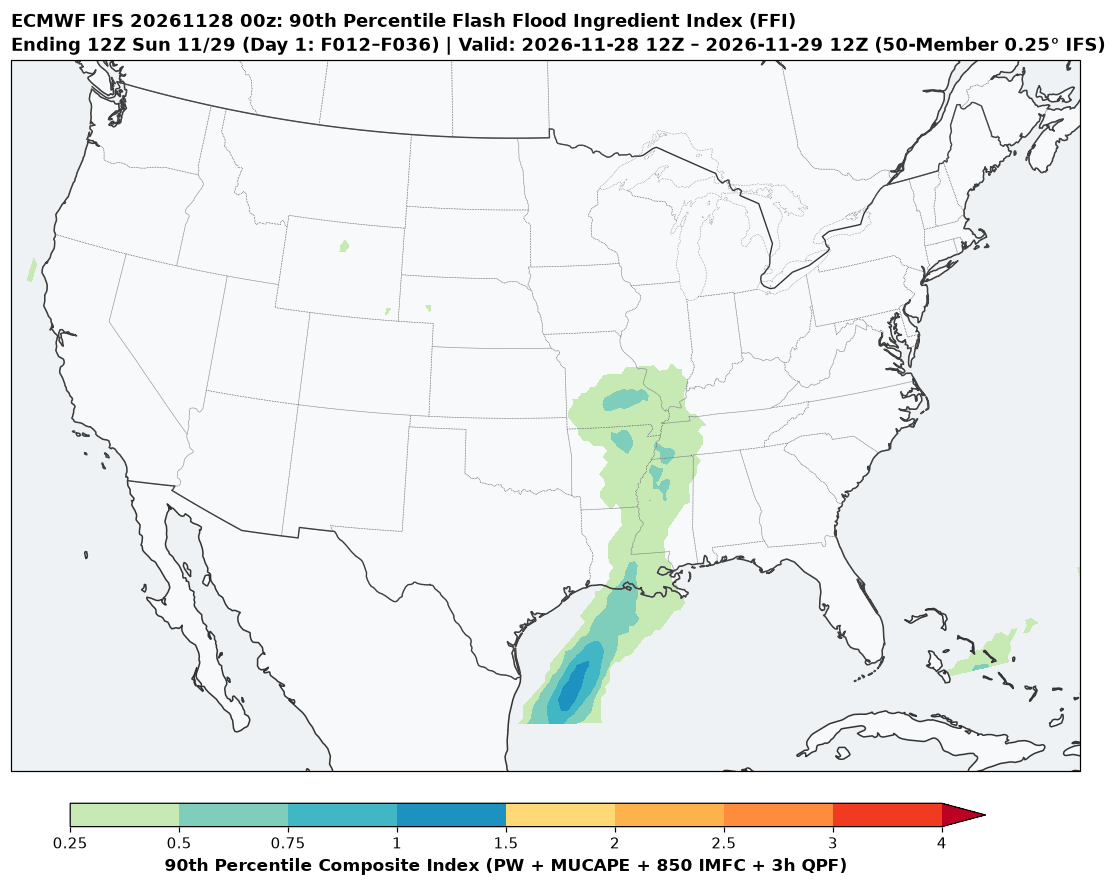 ECMWF IFS 20261128 00z: 90th Percentile Flash Flood Ingredient Index (FFI)
Ending 12Z Sun 11/29 (Day 1: F012–F036) | Valid: 2026-11-28 12Z – 2026-11-29 12Z (50-Member 0.25° IFS)
0.25 0.5 0.75 1 1.5 2 2.5 3 4
90th Percentile Composite Index (PW + MUCAPE + 850 IMFC + 3h QPF)